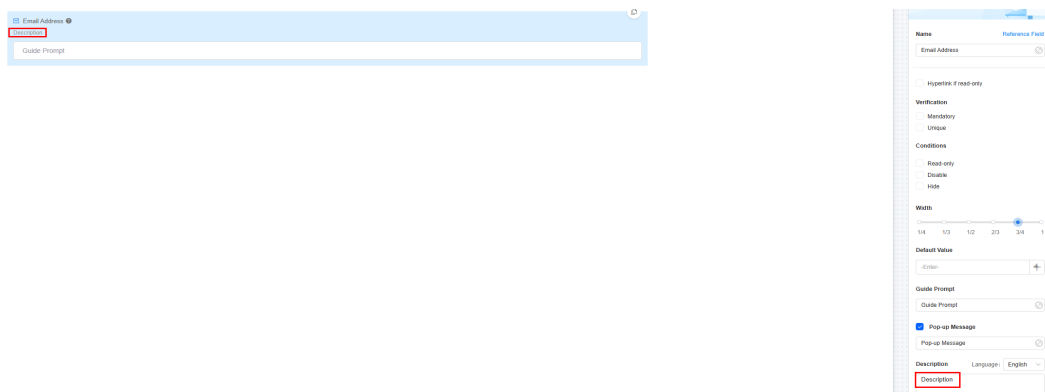 Email Address
Description
Guide Prompt
Name Reference Field
Email Address
Hyperlink if read-only
Verification
Mandatory
Unique
Conditions
Read-only
Disable
Hide
Width
1/4 1/3 1/2 2/3 3/4 1
Default Value
-Enter-
Guide Prompt
Guide Prompt
Pop-up Message
Pop-up Message
Description Language: English
Description